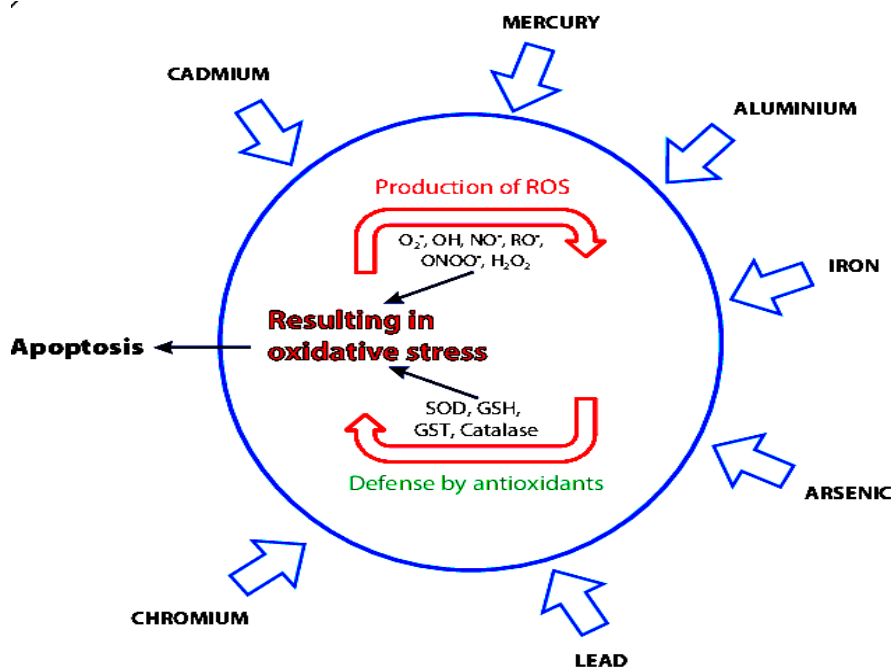 MERCURY
CADMIUM
ALUMINIUM
Production of ROS
O₂⁻, OH, NO⁻, RO⁻,
ONOO⁻, H₂O₂
IRON
Resulting in
oxidative stress
Apoptosis
SOD, GSH,
GST, Catalase
Defense by antioxidants
ARSENIC
CHROMIUM
LEAD